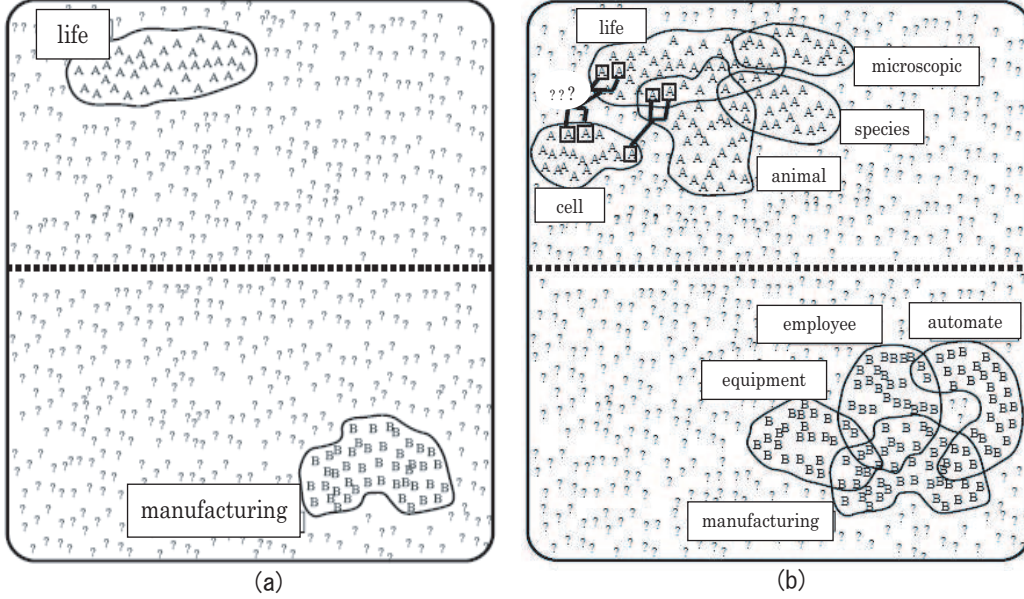 life
manufacturing
(a)
life
microscopic
? ? ?
species
animal
cell
employee
automate
equipment
manufacturing
(b)